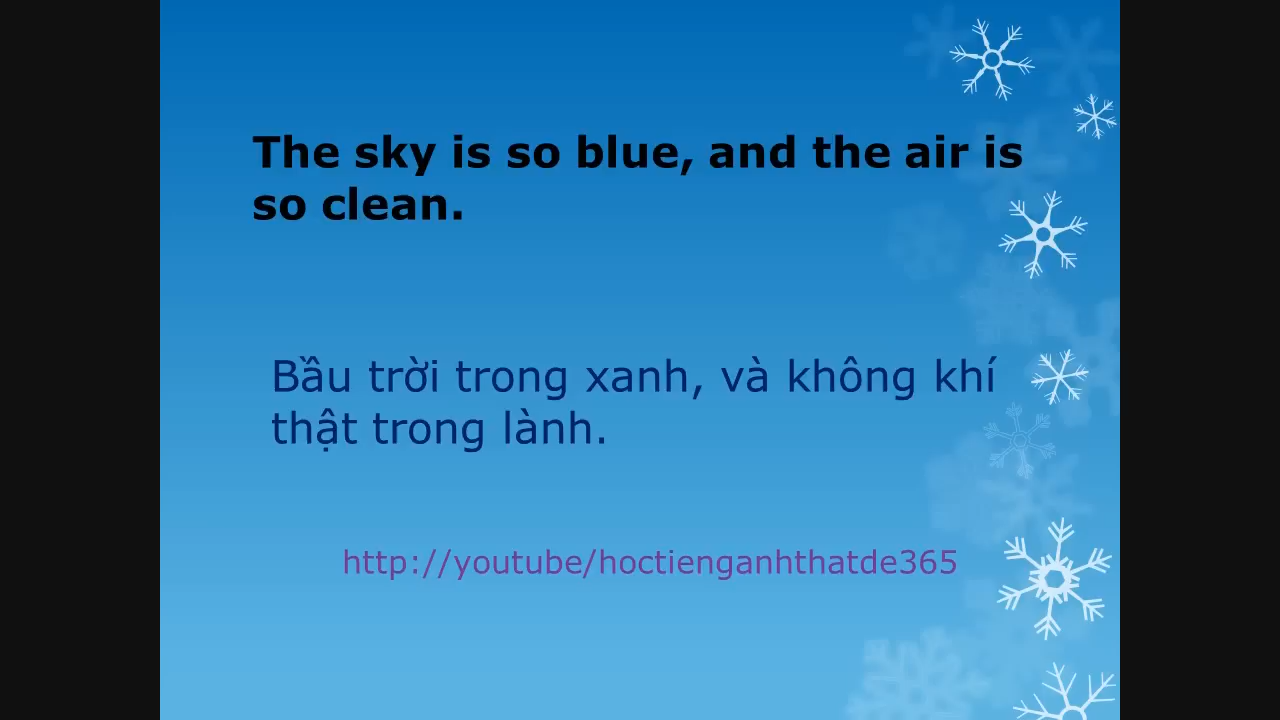 The sky is so blue, and the air is
so clean.
Bầu trời trong xanh, và không khí
thật trong lành.
http://youtube/hoctienganhthatde365